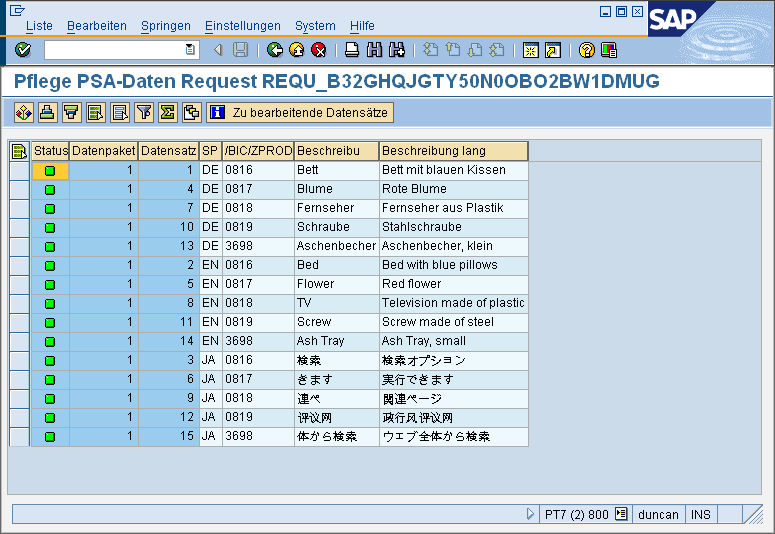 Liste Bearbeiten Springen Einstellungen System Hilfe
SAP
Pflege PSA-Daten Request REQU_B32GHQJGTY50N0OBO2BW1DMUG
Zu bearbeitende Datensätze
Status Datenpaket Datensatz SP /BIC/ZPROD Beschreibu Beschreibung lang
1 1 DE 0816 Bett Bett mit blauen Kissen
1 4 DE 0817 Blume Rote Blume
1 7 DE 0818 Fernseher Fernseher aus Plastik
1 10 DE 0819 Schraube Stahlschraube
1 13 DE 3698 Aschenbecher Aschenbecher, klein
1 2 EN 0816 Bed Bed with blue pillows
1 5 EN 0817 Flower Red flower
1 8 EN 0818 TV Television made of plastic
1 11 EN 0819 Screw Screw made of steel
1 14 EN 3698 Ash Tray Ash Tray, small
1 3 JA 0816 検索 検索オプション
1 6 JA 0817 きます 実行できます
1 9 JA 0818 連ペ 関連ページ
1 12 JA 0819 评议网 政行风评议网
1 15 JA 3698 体から検索 ウエブ全体から検索
PT7 (2) 800 duncan INS